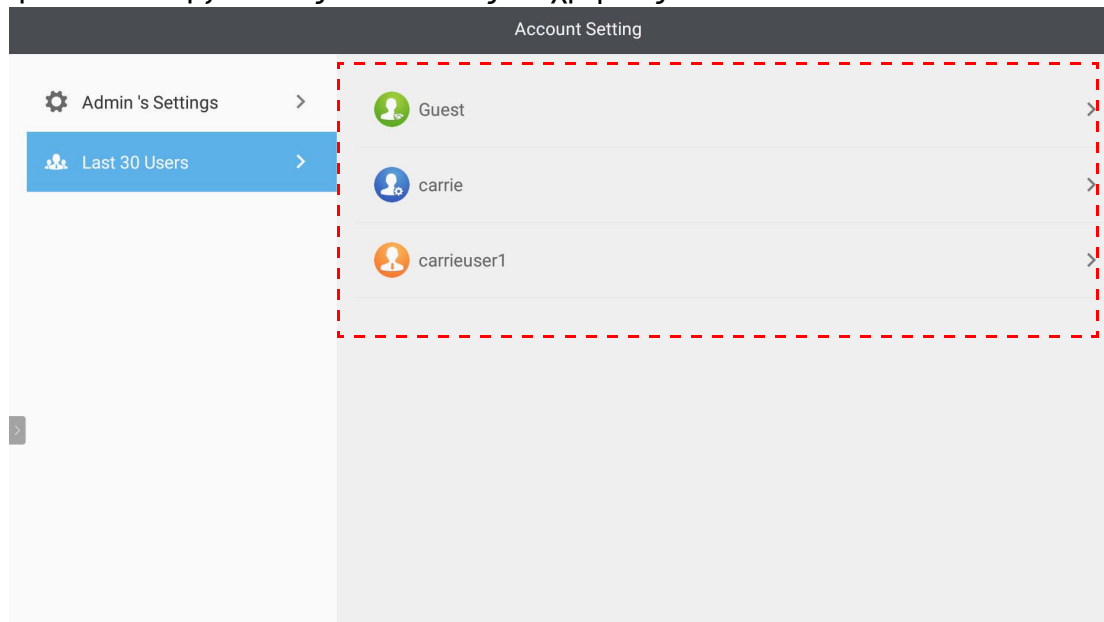 Account Setting
Admin 's Settings
Last 30 Users
Guest
carrie
carrieuser1